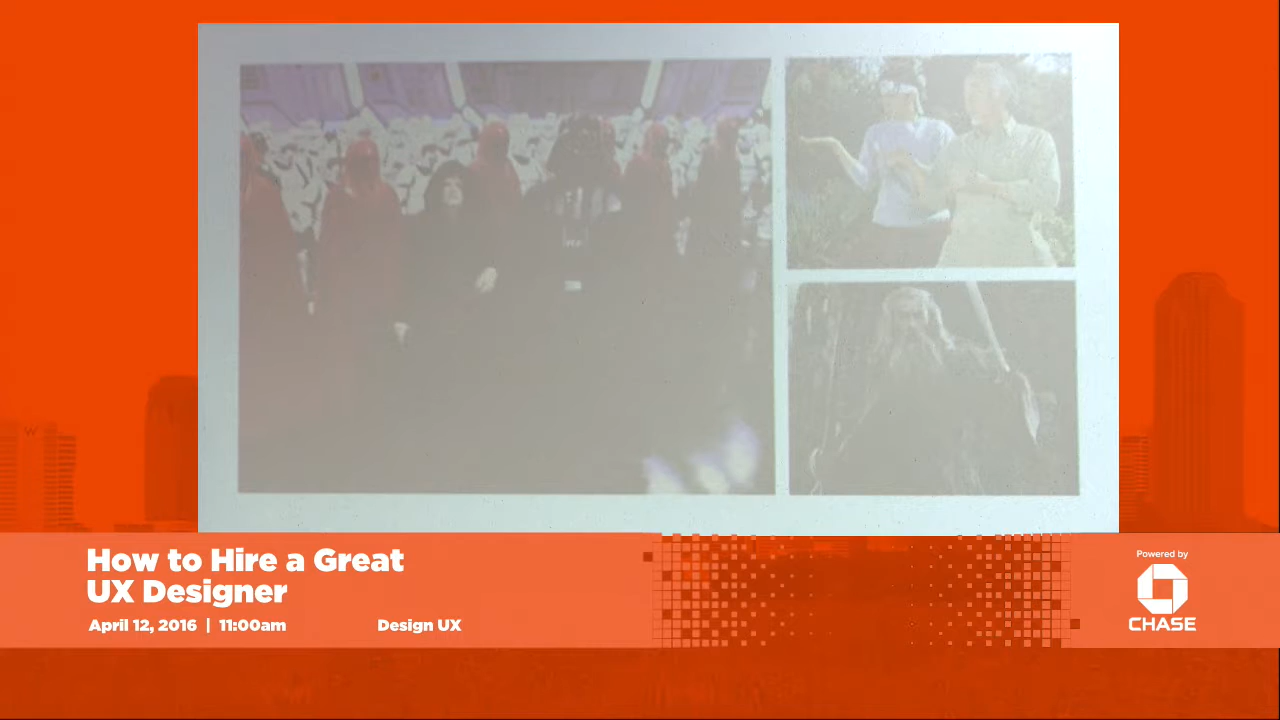 How to Hire a Great
UX Designer
April 12, 2016 | 11:00am Design UX
Powered by
CHASE
W